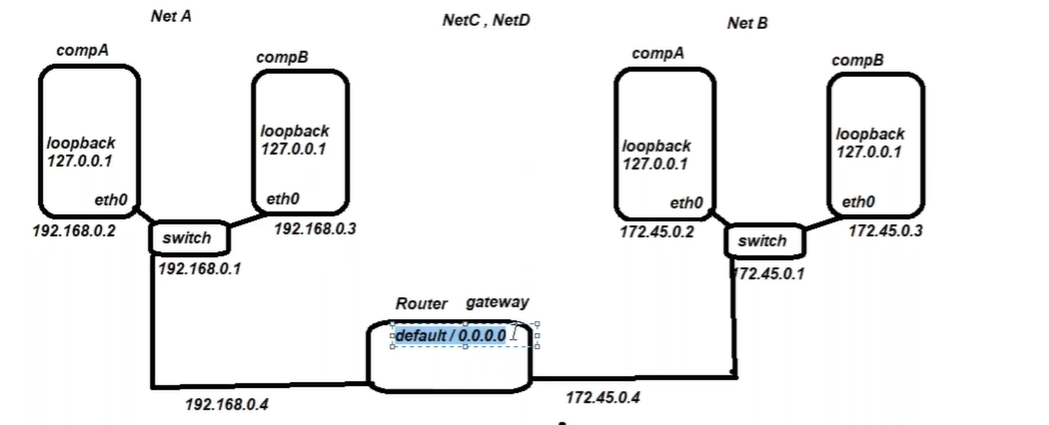 Net A
NetC , NetD
Net B
compA
compB
compA
compB
loopback
127.0.0.1
loopback
127.0.0.1
loopback
127.0.0.1
loopback
127.0.0.1
eth0
eth0
eth0
eth0
192.168.0.2
switch
192.168.0.3
172.45.0.2
switch
172.45.0.3
192.168.0.1
172.45.0.1
Router gateway
default / 0.0.0.0
192.168.0.4
172.45.0.4